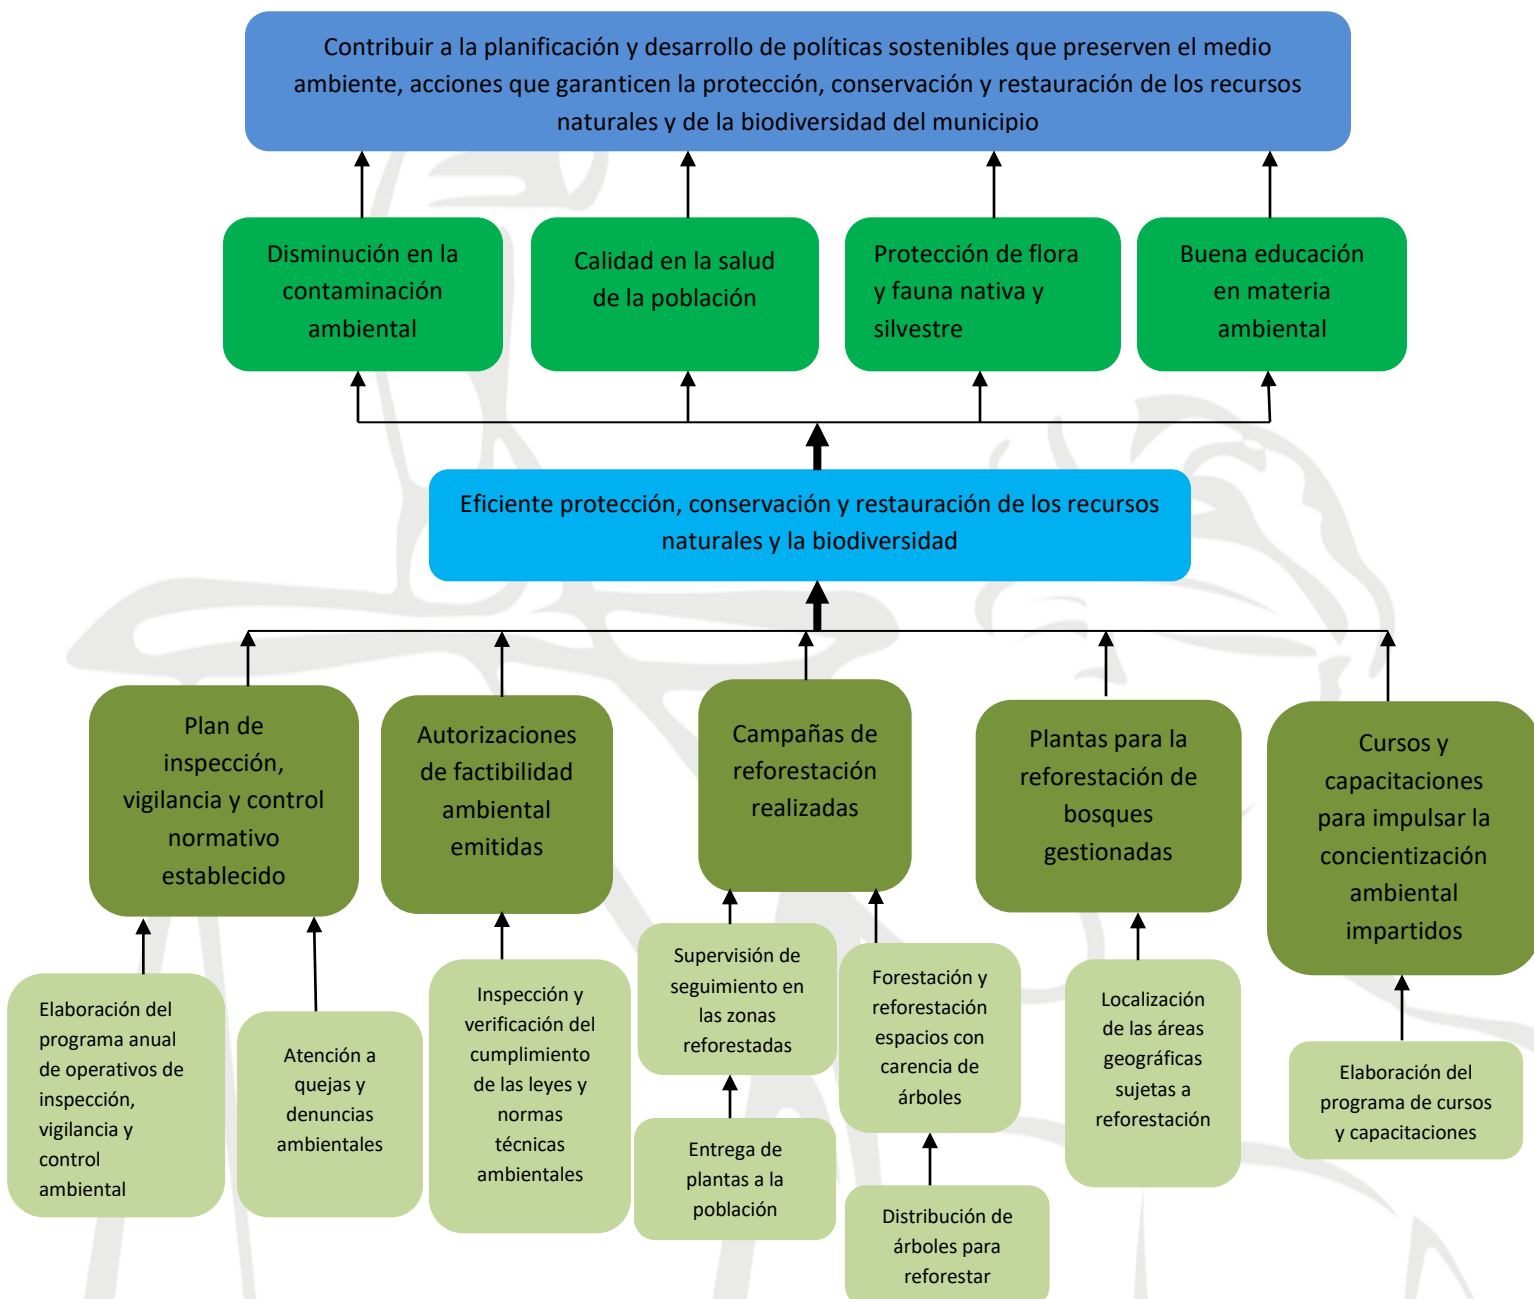 Contribuir a la planificación y desarrollo de políticas sostenibles que preserven el medio
ambiente, acciones que garanticen la protección, conservación y restauración de los recursos
naturales y de la biodiversidad del municipio
Disminución en la
contaminación
ambiental
Calidad en la salud
de la población
Protección de flora
y fauna nativa y
silvestre
Buena educación
en materia
ambiental
Eficiente protección, conservación y restauración de los recursos
naturales y la biodiversidad
Plan de
inspección,
vigilancia y control
normativo
establecido
Autorizaciones
de factibilidad
ambiental
emitidas
Campañas de
reforestación
realizadas
Plantas para la
reforestación de
bosques
gestionadas
Cursos y
capacitaciones
para impulsar la
concientización
ambiental
impartidos
Elaboración del
programa anual
de operativos de
inspección,
vigilancia y
control
ambiental
Atención a
quejas y
denuncias
ambientales
Inspección y
verificación del
cumplimiento
de las leyes y
normas
técnicas
ambientales
Supervisión de
seguimiento en
las zonas
reforestadas
Entrega de
plantas a la
población
Forestación y
reforestación
espacios con
carencia de
árboles
Distribución de
árboles para
reforestar
Localización
de las áreas
geográficas
sujetas a
reforestación
Elaboración del
programa de cursos
y capacitaciones